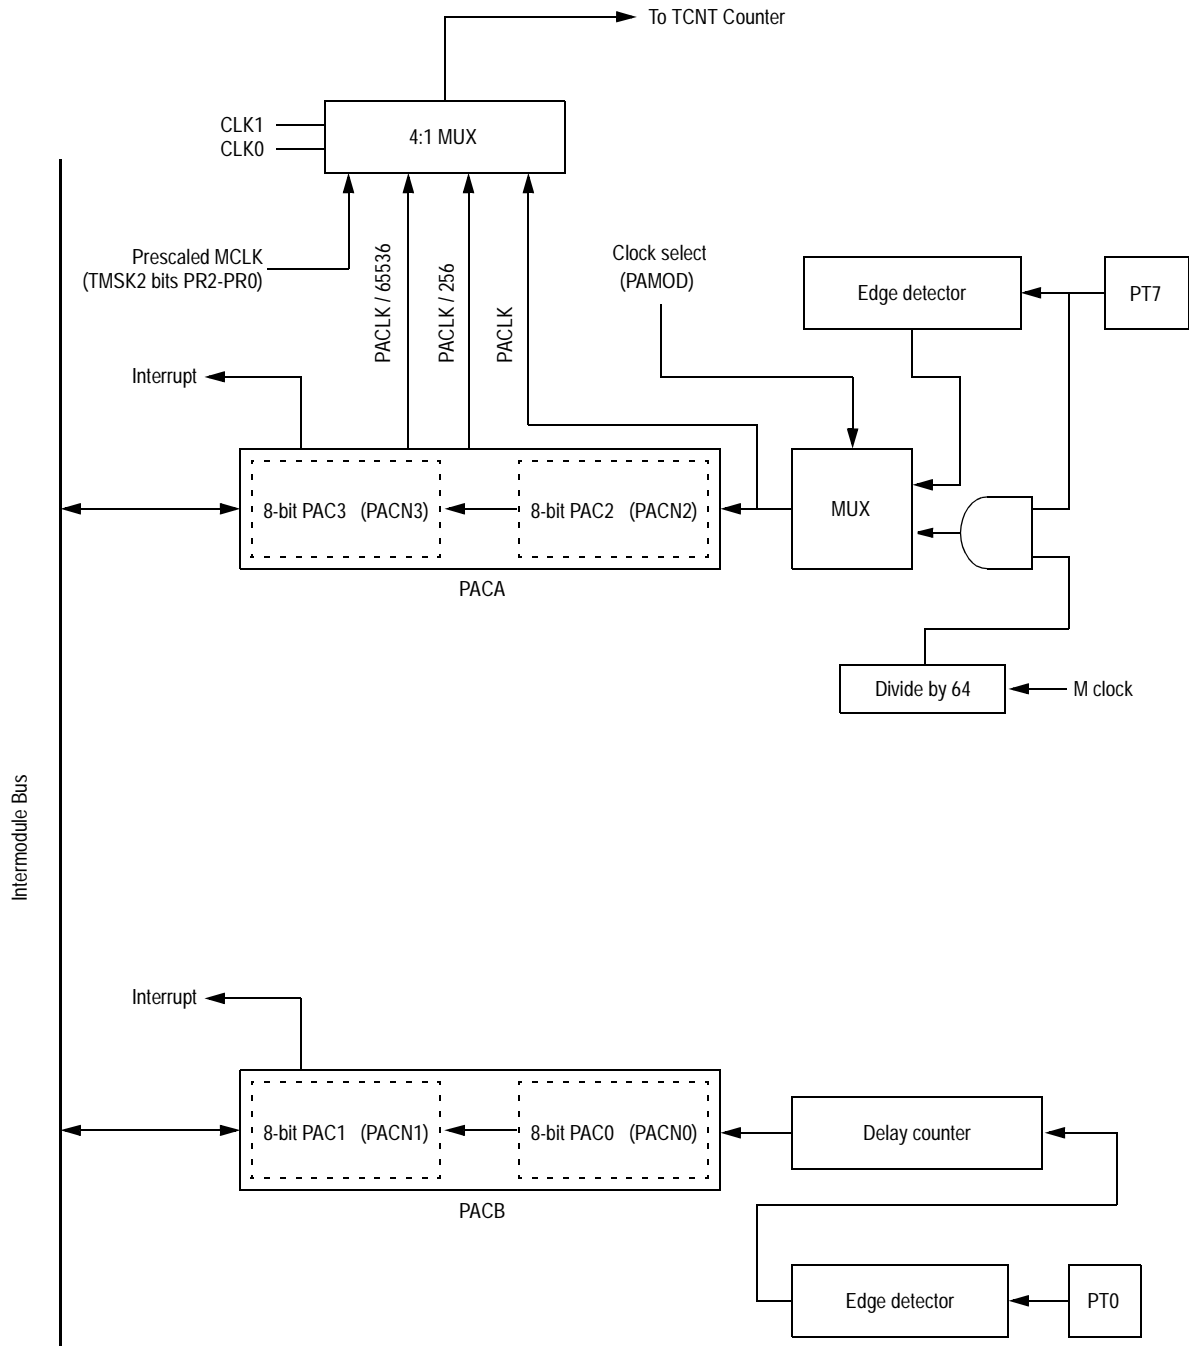 To TCNT Counter
CLK1
CLK0
4:1 MUX
Prescaled MCLK
(TMSK2 bits PR2-PR0)
PACLK / 65536
PACLK / 256
PACLK
Clock select
(PAMOD)
Edge detector
PT7
Interrupt
8-bit PAC3 (PACN3)
8-bit PAC2 (PACN2)
MUX
PACA
Divide by 64
M clock
Intermodule Bus
Interrupt
8-bit PAC1 (PACN1)
8-bit PAC0 (PACN0)
Delay counter
PACB
Edge detector
PT0